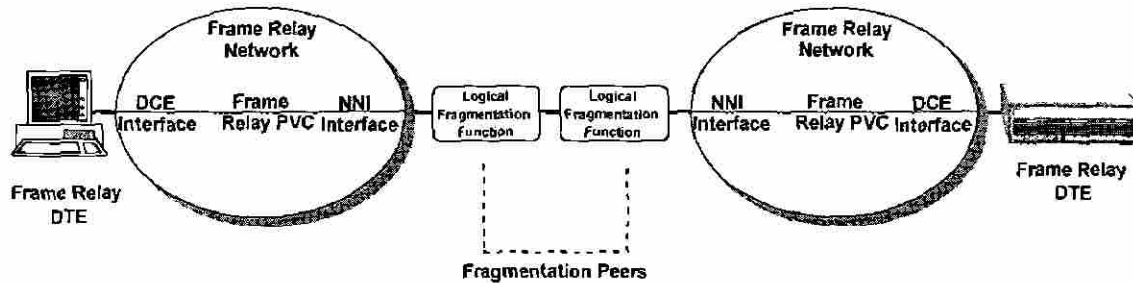 Frame Relay
Network
Frame Relay
Network
DCE
Interface
Frame
Relay PVC
NNI
Interface
Logical
Fragmentation
Function
Logical
Fragmentation
Function
NNI
Interface
Frame
Relay PVC
DCE
Interface
Frame Relay
DTE
Frame Relay
DTE
Fragmentation Peers